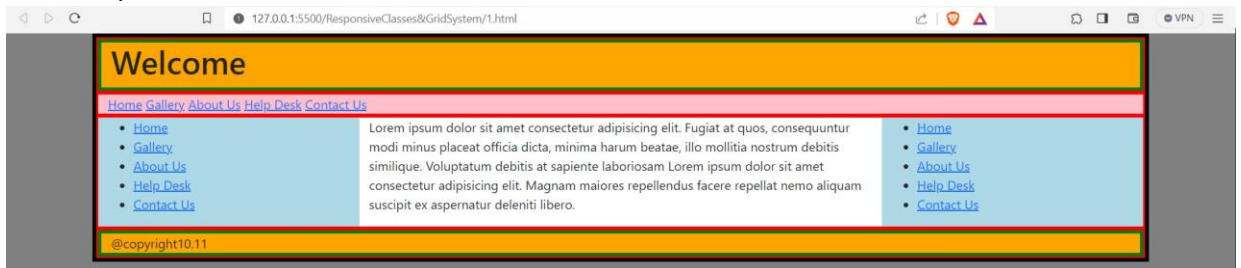 127.0.0.1:5500/ResponsiveClasses&GridSystem/1.html
VPN
Welcome
Home Gallery About Us Help Desk Contact Us
Home
Gallery
About Us
Help Desk
Contact Us
Lorem ipsum dolor sit amet consectetur adipisicing elit. Fugiat at quos, consequuntur
modi minus placeat officia dicta, minima harum beatae, illo mollitia nostrum debitis
similique. Voluptatum debitis at sapiente laboriosam Lorem ipsum dolor sit amet
consectetur adipisicing elit. Magnam maiores repellendus facere repellat nemo aliquam
suscipit ex aspernatur deleniti libero.
Home
Gallery
About Us
Help Desk
Contact Us
@copyright10.11